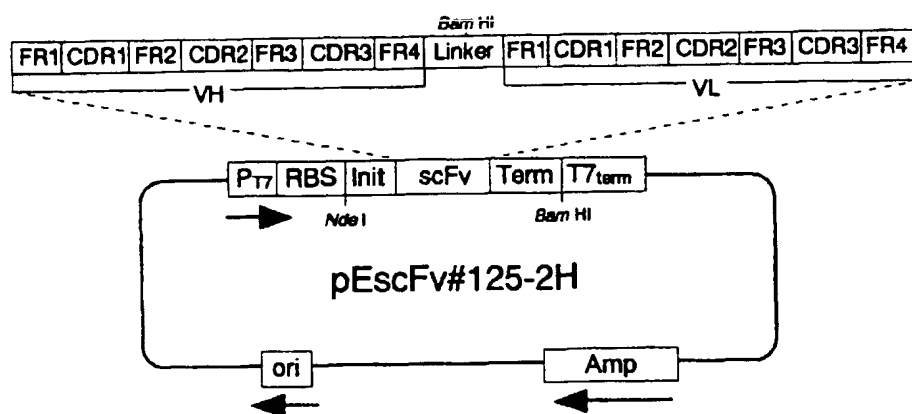 Bam HI
FR1 CDR1 FR2 CDR2 FR3 CDR3 FR4 Linker FR1 CDR1 FR2 CDR2 FR3 CDR3 FR4
VH VL
PT7 RBS Init scFv Term T7term
Nde I Bam HI
pEscFv#125-2H
ori Amp